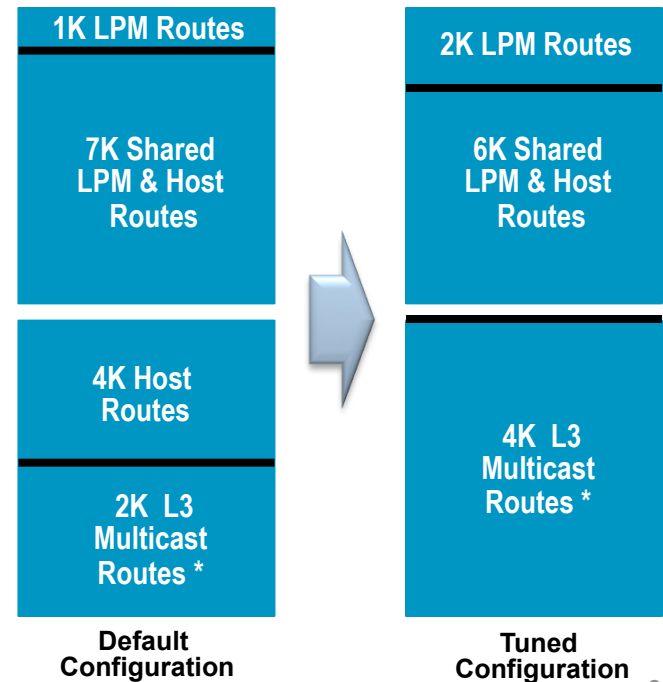 1K LPM Routes
7K Shared
LPM & Host
Routes
4K Host
Routes
2K L3
Multicast
Routes *
Default
Configuration
2K LPM Routes
6K Shared
LPM & Host
Routes
4K L3
Multicast
Routes *
Tuned
Configuration